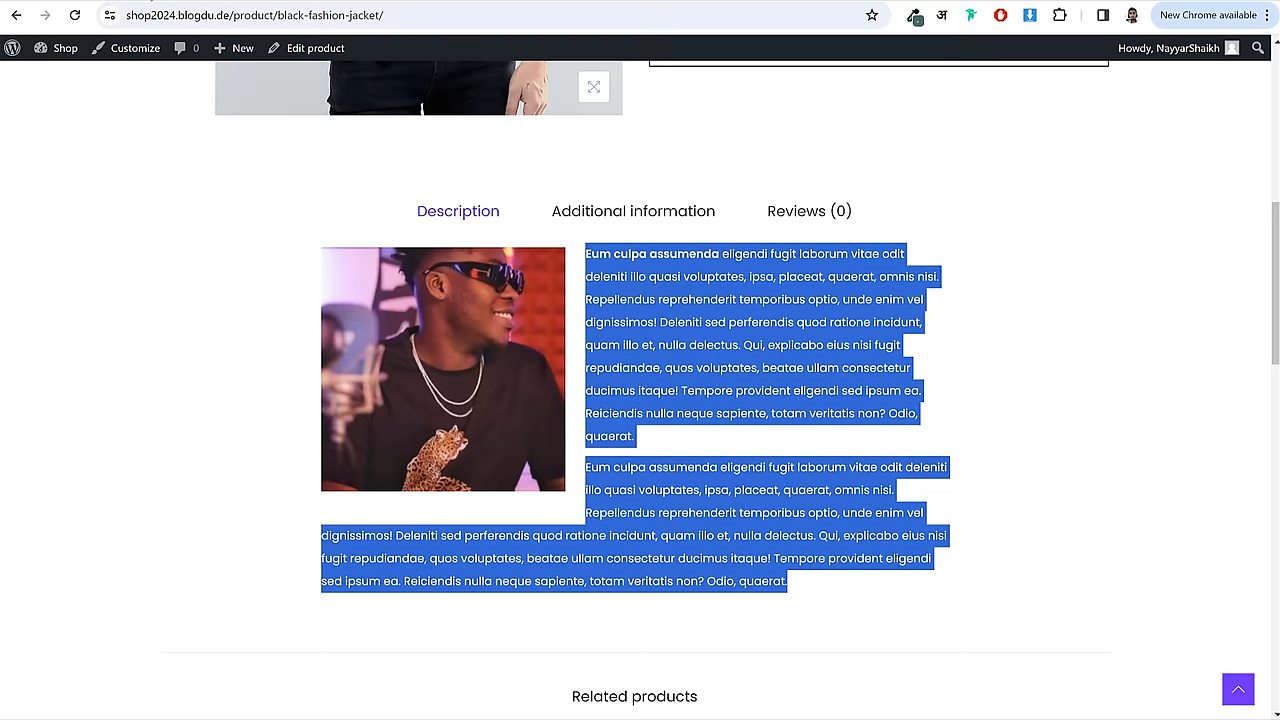 shop2024.blogdu.de/product/black-fashion-jacket/
अ
New Chrome available
Shop
Customize
0
New
Edit product
Howdy, NayyarShaikh
Description
Additional information
Reviews (0)
Eum culpa assumenda eligendi fugit laborum vitae odit
deleniti illo quasi voluptates, ipsa, placeat, quaerat, omnis nisi.
Repellendus reprehenderit temporibus optio, unde enim vel
dignissimos! Deleniti sed perferendis quod ratione incidunt,
quam illo et, nulla delectus. Qui, explicabo eius nisi fugit
repudiandae, quos voluptates, beatae ullam consectetur
ducimus itaque! Tempore provident eligendi sed ipsum ea.
Reiciendis nulla neque sapiente, totam veritatis non? Odio,
quaerat.
Eum culpa assumenda eligendi fugit laborum vitae odit deleniti
illo quasi voluptates, ipsa, placeat, quaerat, omnis nisi.
Repellendus reprehenderit temporibus optio, unde enim vel
dignissimos! Deleniti sed perferendis quod ratione incidunt, quam illo et, nulla delectus. Qui, explicabo eius nisi
fugit repudiandae, quos voluptates, beatae ullam consectetur ducimus itaque! Tempore provident eligendi
sed ipsum ea. Reiciendis nulla neque sapiente, totam veritatis non? Odio, quaerat.
Related products